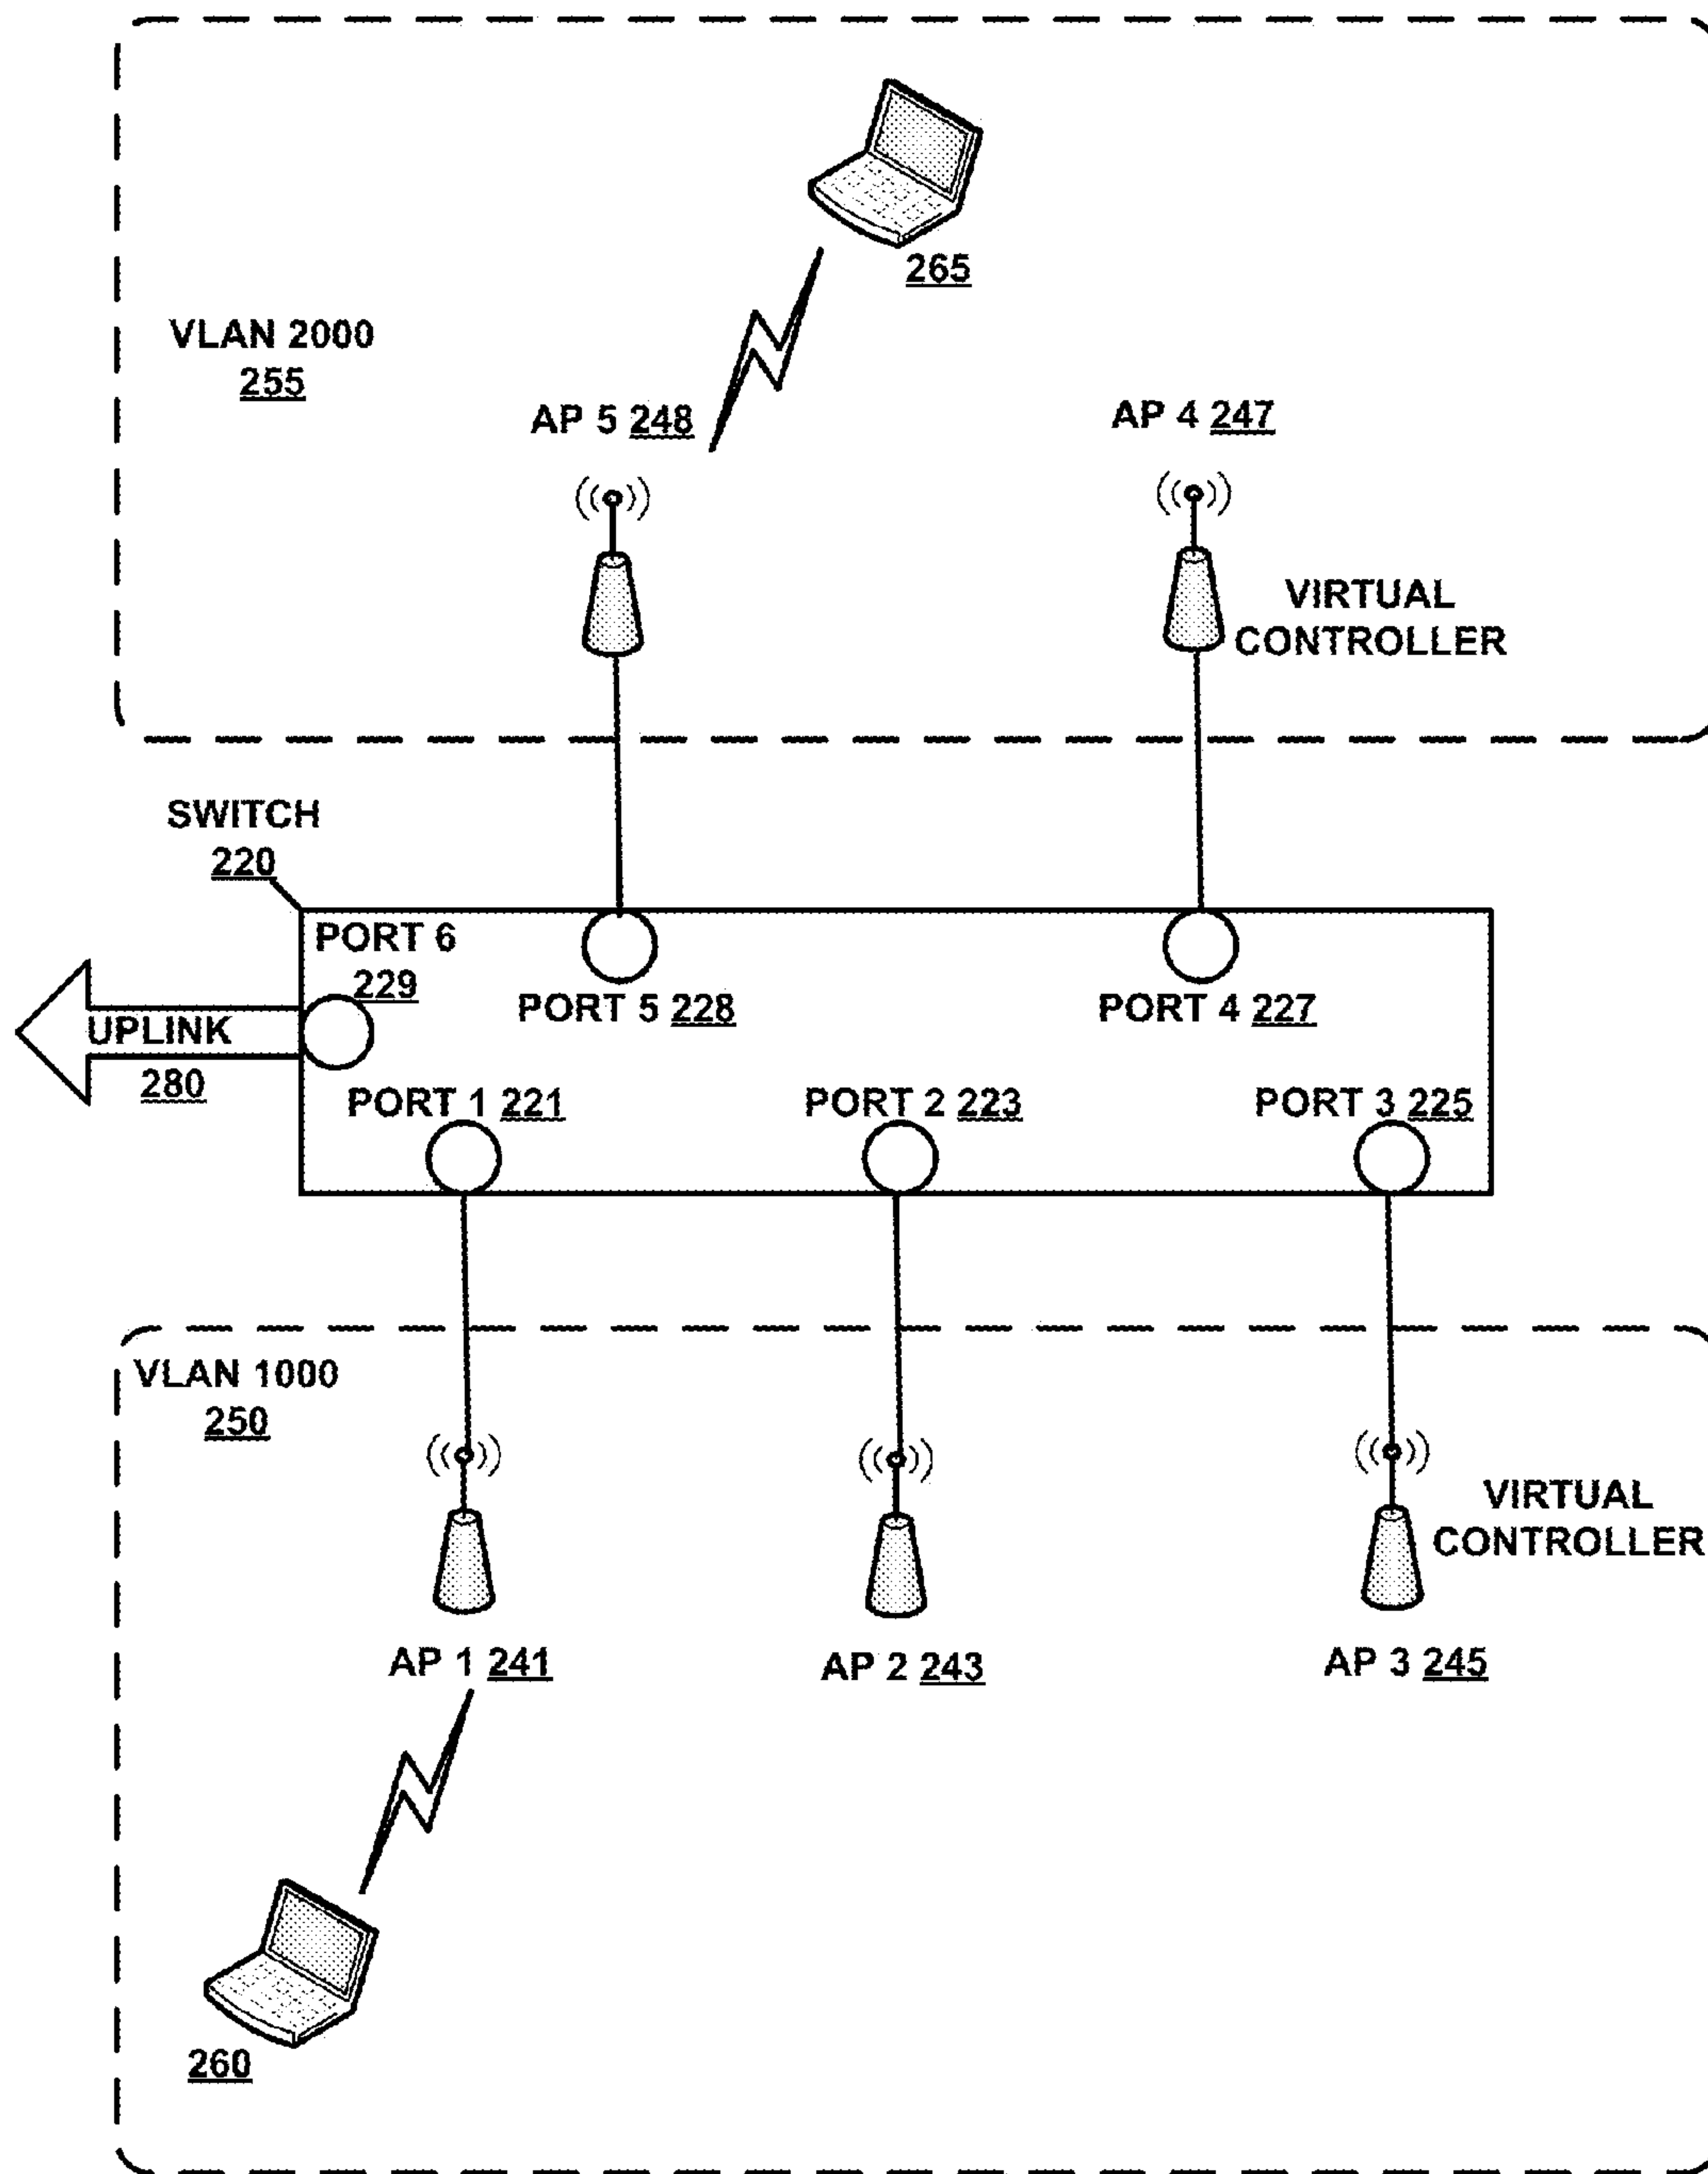 265
VLAN 2000
255
AP 5 248
AP 4 247
VIRTUAL
CONTROLLER
SWITCH
220
PORT 6
229
PORT 5 228
PORT 4 227
UPLINK
280
PORT 1 221
PORT 2 223
PORT 3 225
VLAN 1000
250
VIRTUAL
CONTROLLER
AP 1 241
AP 2 243
AP 3 245
260